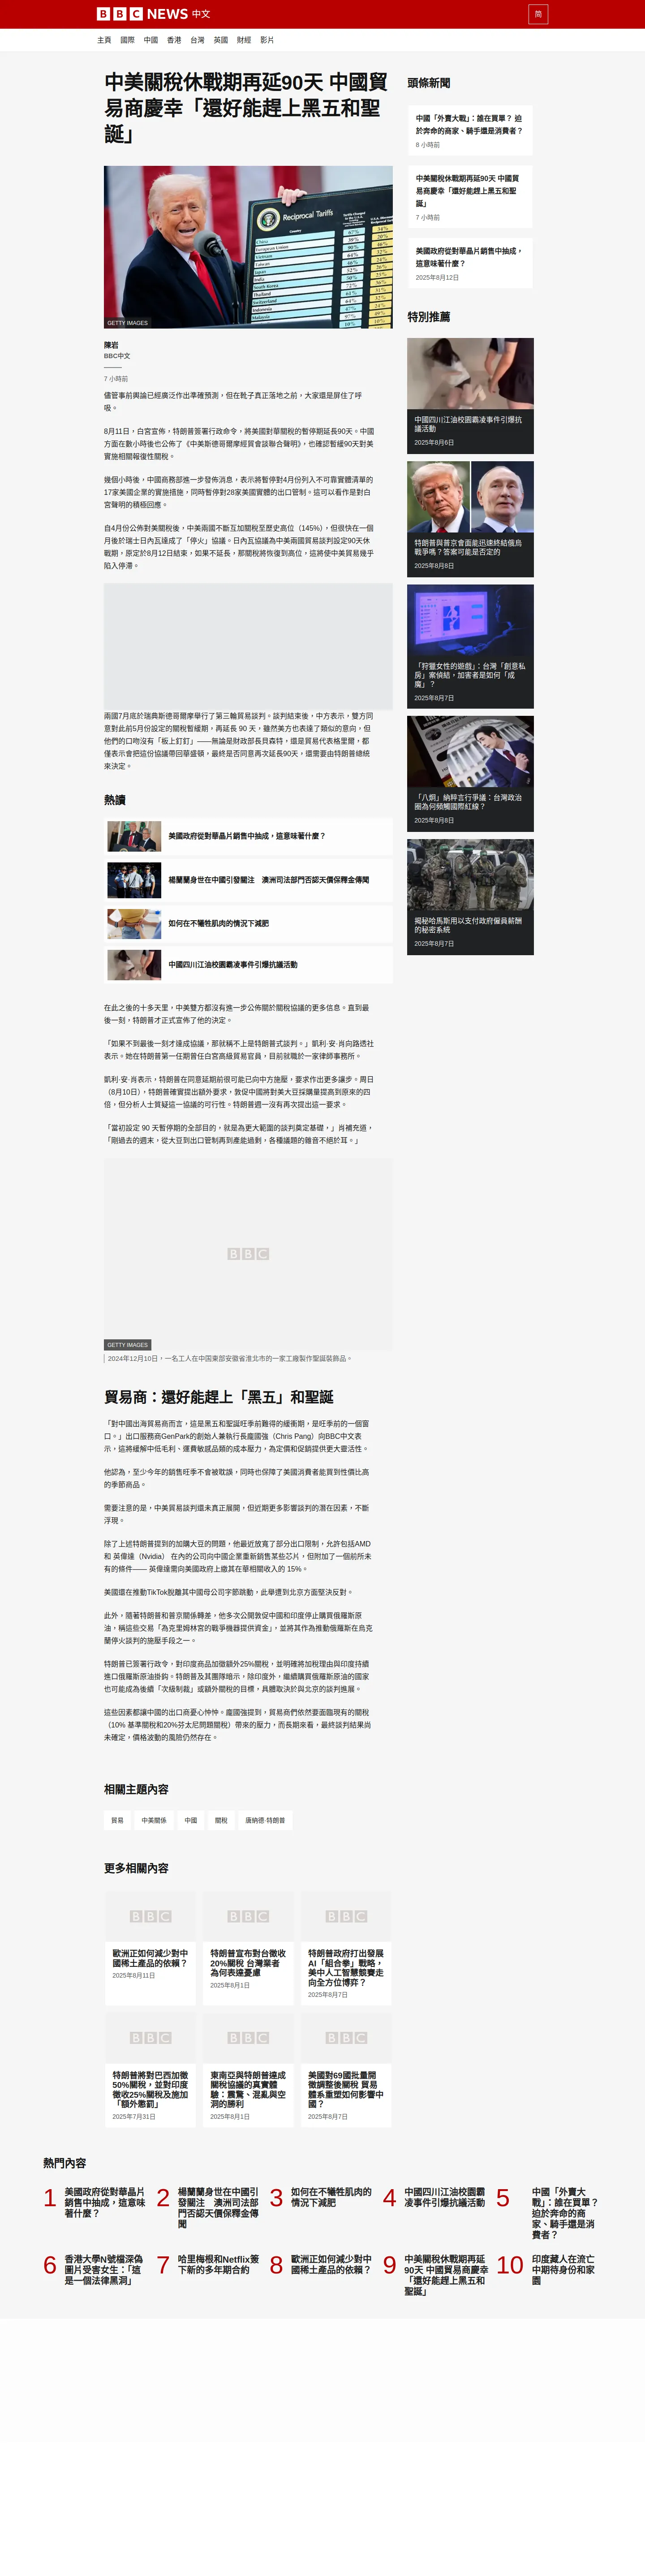 BBC NEWS 中文
简
主頁 國際 中國 香港 台灣 英國 財經 影片
中美關稅休戰期再延90天 中國貿
易商慶幸「還好能趕上黑五和聖
誕」
Reciprocal Tariffs
China
European Union
Vietnam
Taiwan
Japan
India
South Korea
Thailand
Switzerland
Indonesia
Malaysia
67%
39%
90%
64%
46%
52%
50%
72%
61%
64%
47%
97%
10%
GETTY IMAGES
陳岩
BBC中文
7 小時前
儘管事前輿論已經廣泛作出準確預測，但在靴子真正落地之前，大家還是屏住了呼
吸。
8月11日，白宮宣佈，特朗普簽署行政命令，將美國對華關稅的暫停期延長90天。中國
方面在數小時後也公佈了《中美斯德哥爾摩經貿會談聯合聲明》，也確認暫緩90天對美
實施相關報復性關稅。
幾個小時後，中國商務部進一步發佈消息，表示將暫停對4月份列入不可靠實體清單的
17家美國企業的實施措施，同時暫停對28家美國實體的出口管制。這可以看作是對白
宮聲明的積極回應。
自4月份公佈對美關稅後，中美兩國不斷互加關稅至歷史高位（145%），但很快在一個
月後於瑞士日內瓦達成了「停火」協議。日內瓦協議為中美兩國貿易談判設定90天休
戰期，原定於8月12日結束，如果不延長，那關稅將恢復到高位，這將使中美貿易幾乎
陷入停滯。
兩國7月底於瑞典斯德哥爾摩舉行了第三輪貿易談判。談判結束後，中方表示，雙方同
意對此前5月份設定的關稅暫緩期，再延長 90 天，雖然美方也表達了類似的意向，但
他們的口吻沒有「板上釘釘」——無論是財政部長貝森特，還是貿易代表格里爾，都
僅表示會把這份協議帶回華盛頓，最終是否同意再次延長90天，還需要由特朗普總統
來決定。
熱讀
美國政府從對華晶片銷售中抽成，這意味著什麼？
楊蘭蘭身世在中國引發關注　澳洲司法部門否認天價保釋金傳聞
如何在不犧牲肌肉的情況下減肥
中國四川江油校園霸凌事件引爆抗議活動
在此之後的十多天里，中美雙方都沒有進一步公佈關於關稅協議的更多信息。直到最
後一刻，特朗普才正式宣佈了他的決定。
「如果不到最後一刻才達成協議，那就稱不上是特朗普式談判。」凱利·安·肖向路透社
表示。她在特朗普第一任期曾任白宮高級貿易官員，目前就職於一家律師事務所。
凱利·安·肖表示，特朗普在同意延期前很可能已向中方施壓，要求作出更多讓步。周日
（8月10日），特朗普確實提出額外要求，敦促中國將對美大豆採購量提高到原來的四
倍，但分析人士質疑這一協議的可行性。特朗普週一沒有再次提出這一要求。
「當初設定 90 天暫停期的全部目的，就是為更大範圍的談判奠定基礎，」肖補充道，
「剛過去的週末，從大豆到出口管制再到產能過剩，各種議題的雜音不絕於耳。」
BBC
GETTY IMAGES
2024年12月10日，一名工人在中国東部安徽省淮北市的一家工廠製作聖誕裝飾品。
貿易商：還好能趕上「黑五」和聖誕
「對中國出海貿易商而言，這是黑五和聖誕旺季前難得的緩衝期，是旺季前的一個窗
口。」出口服務商GenPark的創始人兼執行長龐國強（Chris Pang）向BBC中文表
示，這將緩解中低毛利、運費敏感品類的成本壓力，為定價和促銷提供更大靈活性。
他認為，至少今年的銷售旺季不會被耽誤，同時也保障了美國消費者能買到性價比高
的季節商品。
需要注意的是，中美貿易談判還未真正展開，但近期更多影響談判的潛在因素，不斷
浮現。
除了上述特朗普提到的加購大豆的問題，他最近放寬了部分出口限制，允許包括AMD
和 英偉達（Nvidia） 在內的公司向中國企業重新銷售某些芯片，但附加了一個前所未
有的條件—— 英偉達需向美國政府上繳其在華相關收入的 15%。
美國還在推動TikTok脫離其中國母公司字節跳動，此舉遭到北京方面堅決反對。
此外，隨著特朗普和普京關係轉差，他多次公開敦促中國和印度停止購買俄羅斯原
油，稱這些交易「為克里姆林宮的戰爭機器提供資金」，並將其作為推動俄羅斯在烏克
蘭停火談判的施壓手段之一。
特朗普已簽署行政令，對印度商品加徵額外25%關稅，並明確將加稅理由與印度持續
進口俄羅斯原油掛鈎。特朗普及其團隊暗示，除印度外，繼續購買俄羅斯原油的國家
也可能成為後續「次級制裁」或額外關稅的目標，具體取決於與北京的談判進展。
這些因素都讓中國的出口商憂心忡忡。龐國強提到，貿易商們依然要面臨現有的關稅
（10% 基準關稅和20%芬太尼問題關稅）帶來的壓力，而長期來看，最終談判結果尚
未確定，價格波動的風險仍然存在。
相關主題內容
貿易 中美關係 中國 關稅 唐納德·特朗普
更多相關內容
BBC BBC BBC
歐洲正如何減少對中
國稀土產品的依賴？
2025年8月11日
特朗普宣布對台徵收
20%關稅 台灣業者
為何表達憂慮
2025年8月1日
特朗普政府打出發展
AI「組合拳」戰略，
美中人工智慧競賽走
向全方位博弈？
2025年8月7日
BBC BBC BBC
特朗普將對巴西加徵
50%關稅，並對印度
徵收25%關稅及施加
「額外懲罰」
2025年7月31日
東南亞與特朗普達成
關稅協議的真實體
驗：震驚、混亂與空
洞的勝利
2025年8月1日
美國對69國批量開
徵調整後關稅 貿易
體系重塑如何影響中
國？
2025年8月7日
頭條新聞
中國「外賣大戰」：誰在買單？ 迫
於奔命的商家、騎手還是消費者？
8 小時前
中美關稅休戰期再延90天 中國貿
易商慶幸「還好能趕上黑五和聖
誕」
7 小時前
美國政府從對華晶片銷售中抽成，
這意味著什麼？
2025年8月12日
特別推薦
中國四川江油校園霸凌事件引爆抗
議活動
2025年8月6日
特朗普與普京會面能迅速終結俄烏
戰爭嗎？答案可能是否定的
2025年8月8日
「狩獵女性的遊戲」：台灣「創意私
房」案偵結，加害者是如何「成
魔」？
2025年8月7日
「八炯」納粹言行爭議：台灣政治
圈為何頻觸國際紅線？
2025年8月8日
揭秘哈馬斯用以支付政府僱員薪酬
的秘密系統
2025年8月7日
熱門內容
1 美國政府從對華晶片
銷售中抽成，這意味
著什麼？
2 楊蘭蘭身世在中國引
發關注　澳洲司法部
門否認天價保釋金傳
聞
3 如何在不犧牲肌肉的
情況下減肥
4 中國四川江油校園霸
凌事件引爆抗議活動
5 中國「外賣大
戰」：誰在買單？
迫於奔命的商
家、騎手還是消
費者？
6 香港大學N號檔深偽
圖片受害女生：「這
是一個法律黑洞」
7 哈里梅根和Netflix簽
下新的多年期合約
8 歐洲正如何減少對中
國稀土產品的依賴？
9 中美關稅休戰期再延
90天 中國貿易商慶幸
「還好能趕上黑五和
聖誕」
10 印度藏人在流亡
中期待身份和家
園